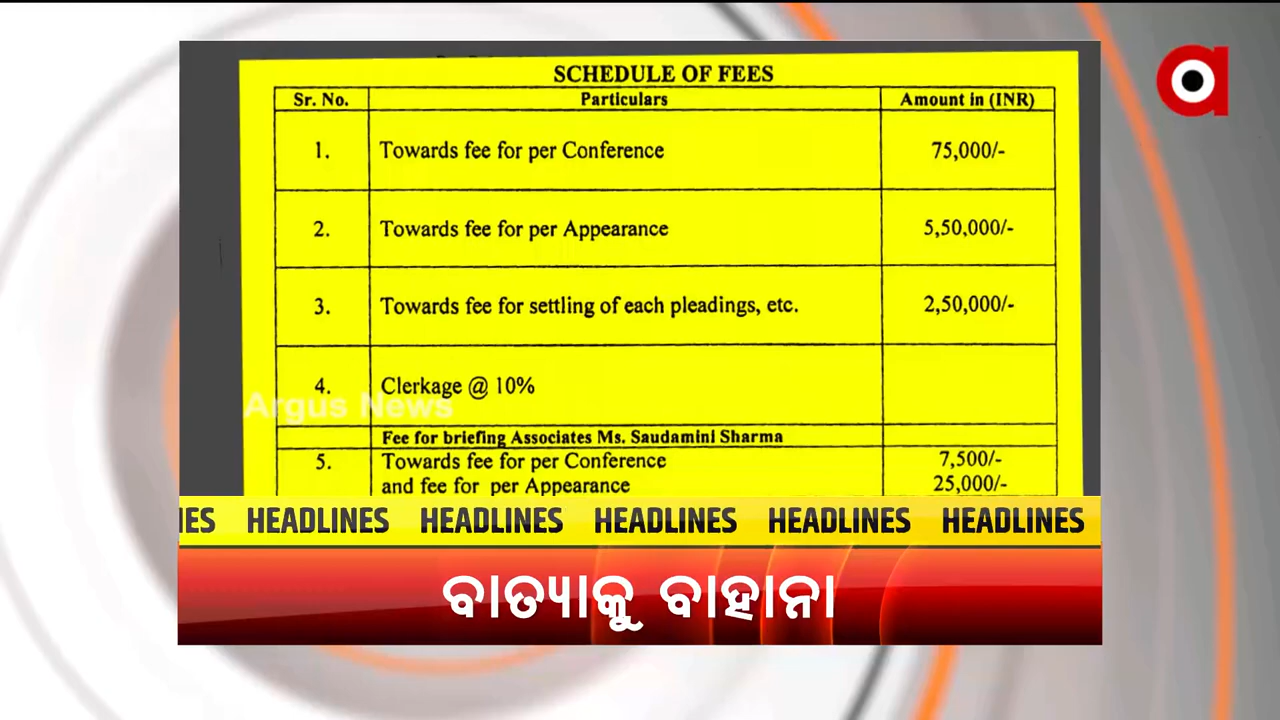 SCHEDULE OF FEES
Sr. No. Particulars Amount in (INR)
1. Towards fee for per Conference 75,000/-
2. Towards fee for per Appearance 5,50,000/-
3. Towards fee for settling of each pleadings, etc. 2,50,000/-
4. Clerkage @ 10%
Argus News
Fee for briefing Associates Ms. Saudamini Sharma
5. Towards fee for per Conference 7,500/-
and fee for per Appearance 25,000/-
IES HEADLINES HEADLINES HEADLINES HEADLINES HEADLINES
ବାତ୍ୟାକୁ ବାହାନା